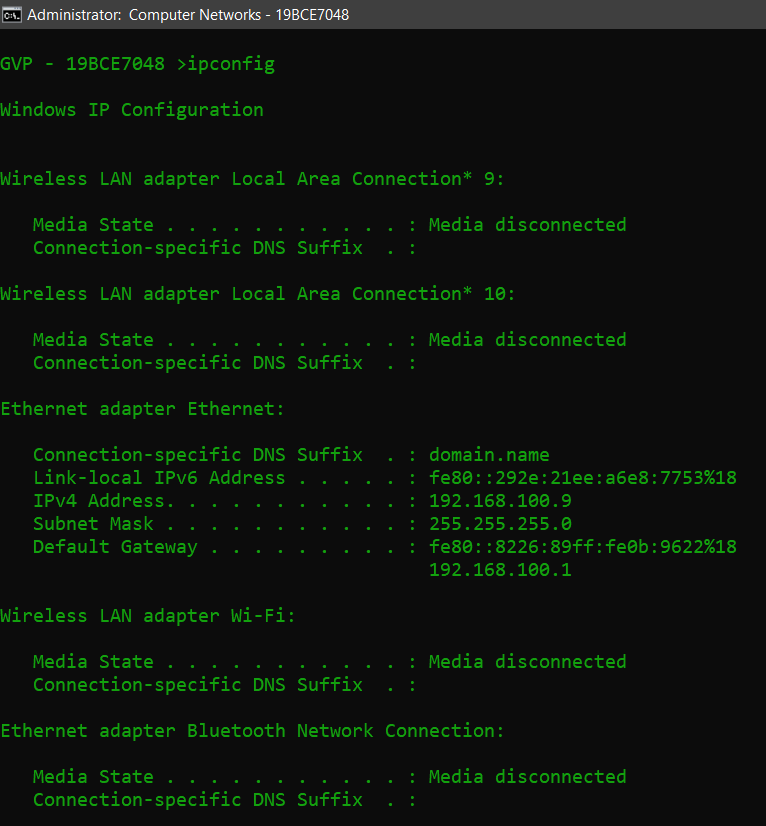 Administrator:  Computer Networks - 19BCE7048
GVP - 19BCE7048 >ipconfig
Windows IP Configuration
Wireless LAN adapter Local Area Connection* 9:
   Media State . . . . . . . . . . . : Media disconnected
   Connection-specific DNS Suffix  . :
Wireless LAN adapter Local Area Connection* 10:
   Media State . . . . . . . . . . . : Media disconnected
   Connection-specific DNS Suffix  . :
Ethernet adapter Ethernet:
   Connection-specific DNS Suffix  . : domain.name
   Link-local IPv6 Address . . . . . : fe80::292e:21ee:a6e8:7753%18
   IPv4 Address. . . . . . . . . . . : 192.168.100.9
   Subnet Mask . . . . . . . . . . . : 255.255.255.0
   Default Gateway . . . . . . . . . : fe80::8226:89ff:fe0b:9622%18
                                       192.168.100.1
Wireless LAN adapter Wi-Fi:
   Media State . . . . . . . . . . . : Media disconnected
   Connection-specific DNS Suffix  . :
Ethernet adapter Bluetooth Network Connection:
   Media State . . . . . . . . . . . : Media disconnected
   Connection-specific DNS Suffix  . :